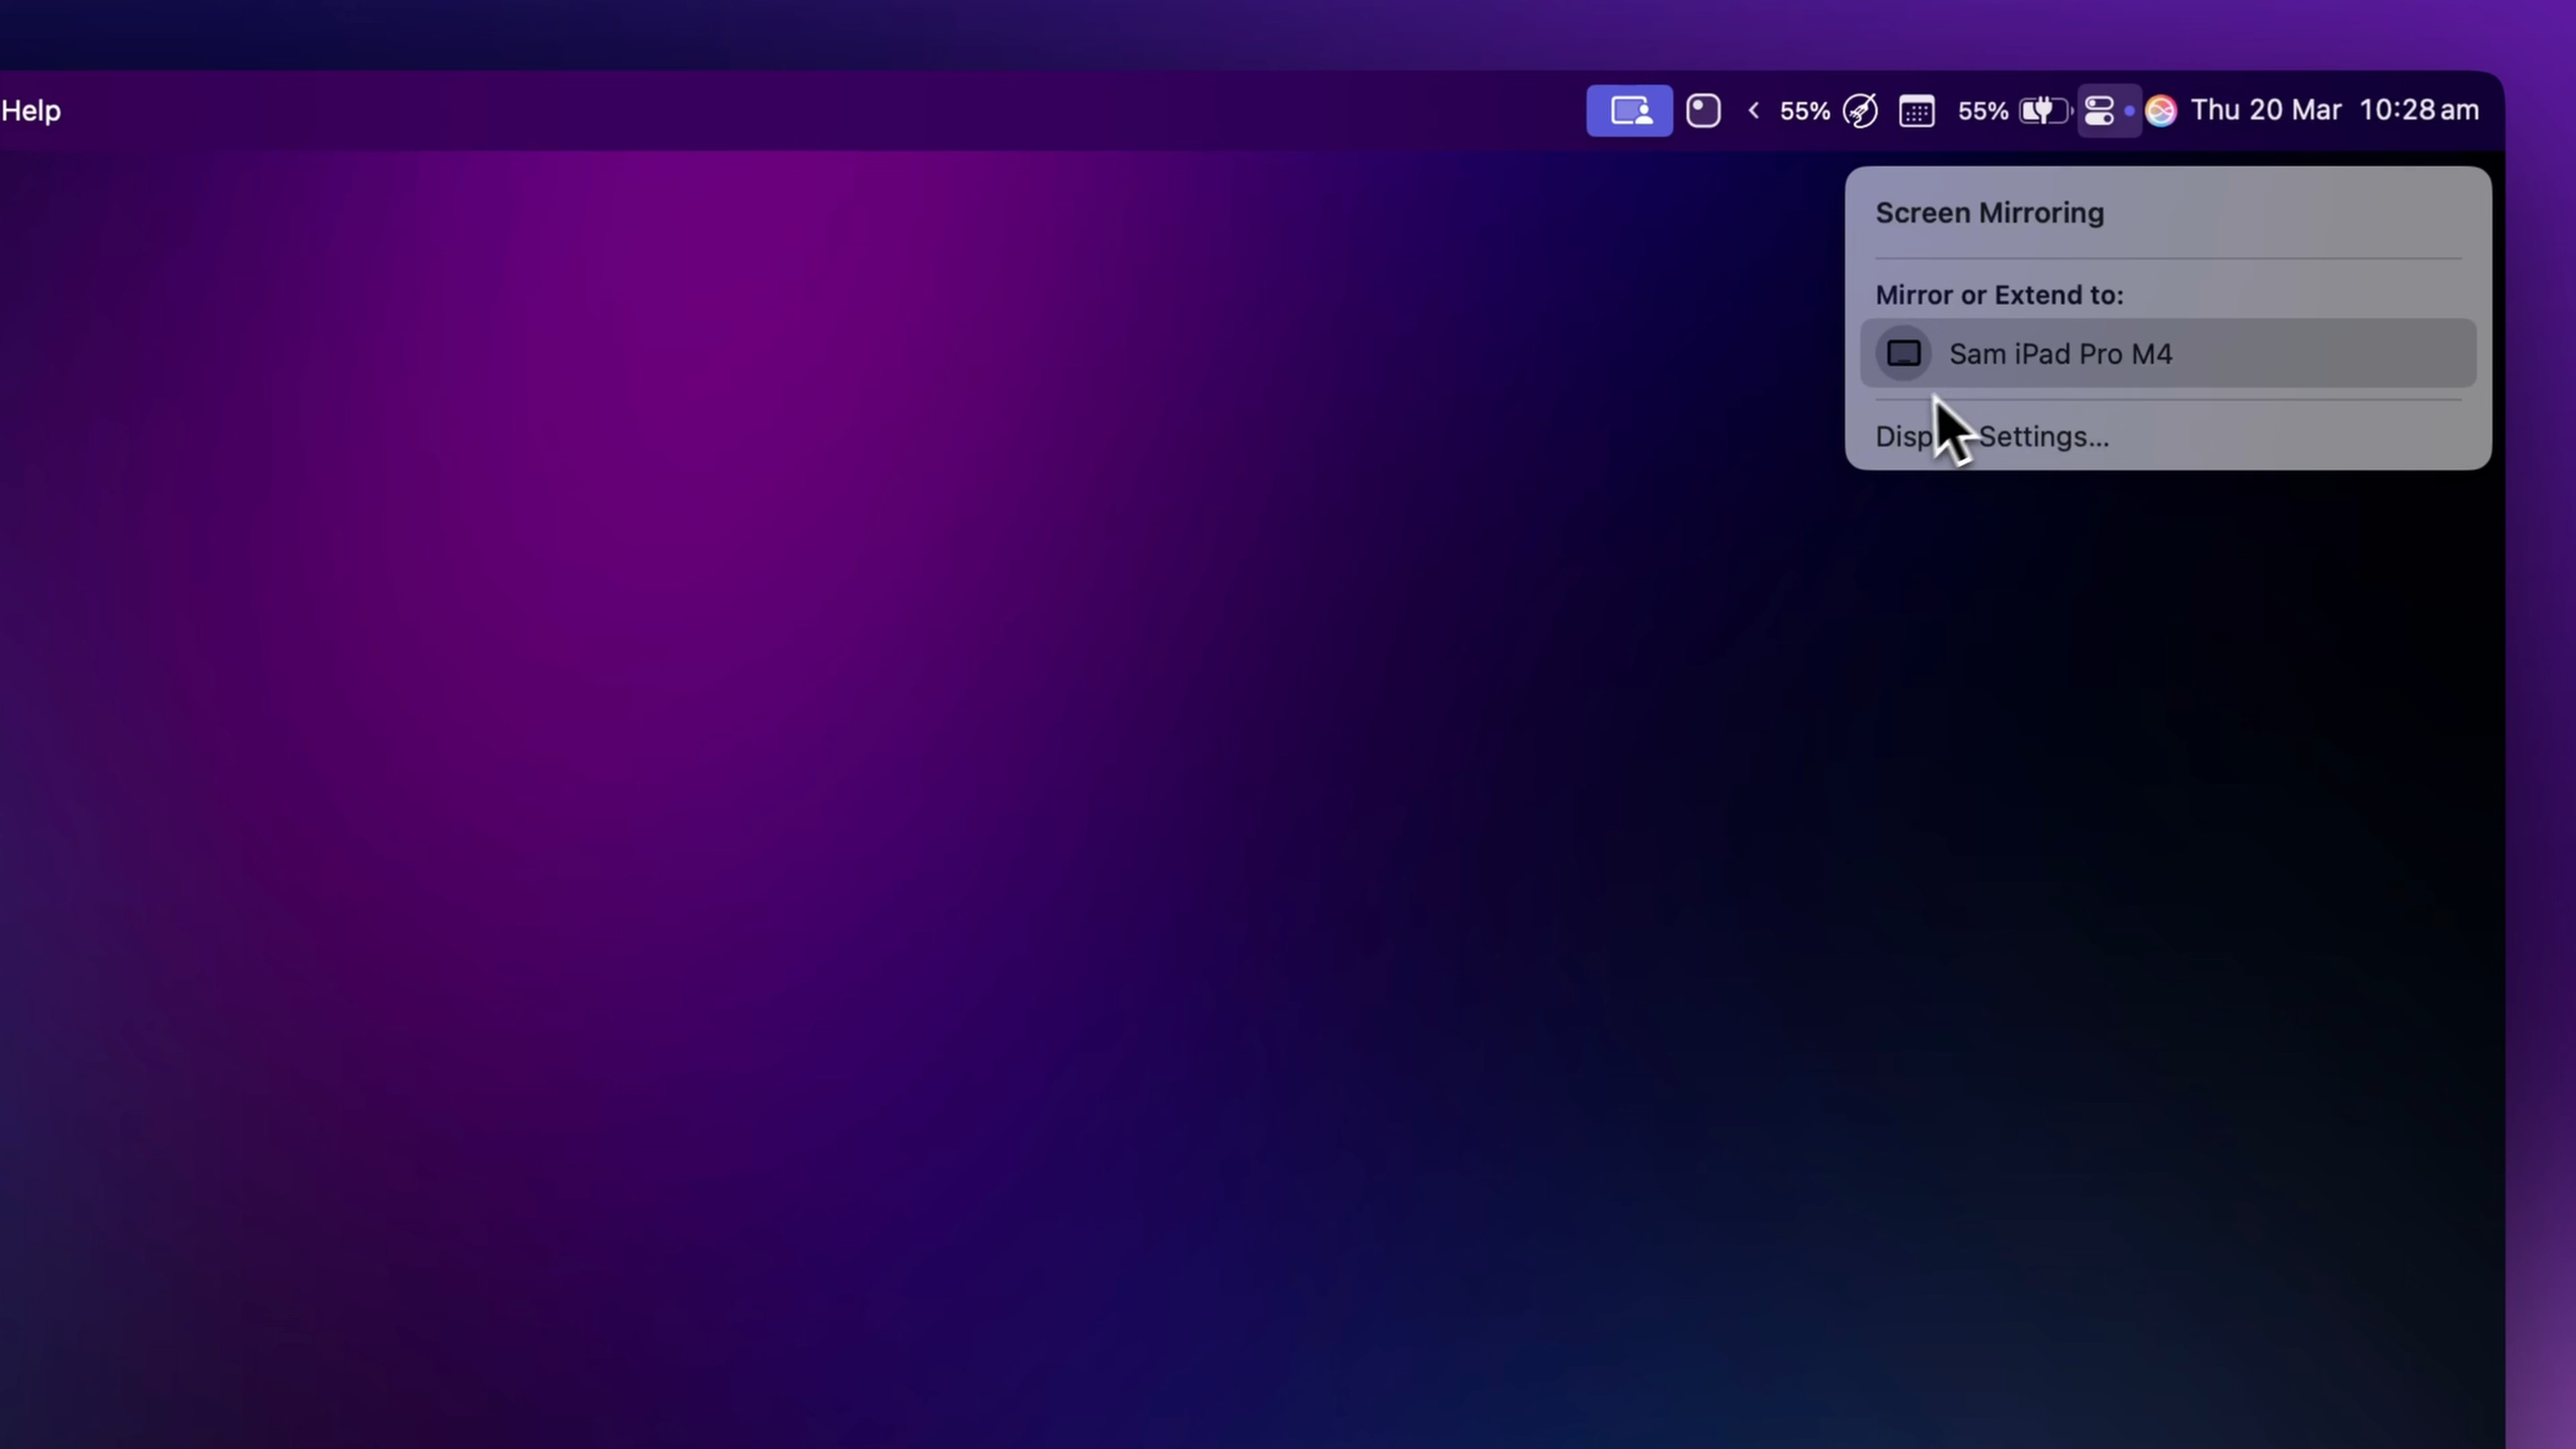 Help 55% 55% Thu 20 Mar 10:28 am
Screen Mirroring
Mirror or Extend to:
Sam iPad Pro M4
Disp Settings...